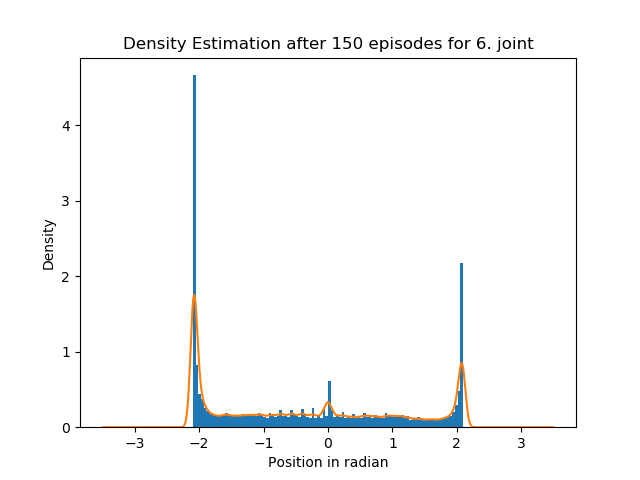 Density Estimation after 150 episodes for 6. joint
Density
4
3
2
1
0
−3 −2 −1 0 1 2 3
Position in radian